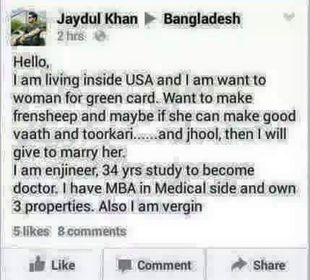 Jaydul Khan ▶ Bangladesh
2 hrs
Hello,
I am living inside USA and I am want to
woman for green card. Want to make
frensheep and maybe if she can make good
vaath and toorkari......and jhool, then I will
give to marry her.
I am enjineer, 34 yrs study to become
doctor. I have MBA in Medical side and own
3 properties. Also I am vergin
5 likes 8 comments
Like Comment Share